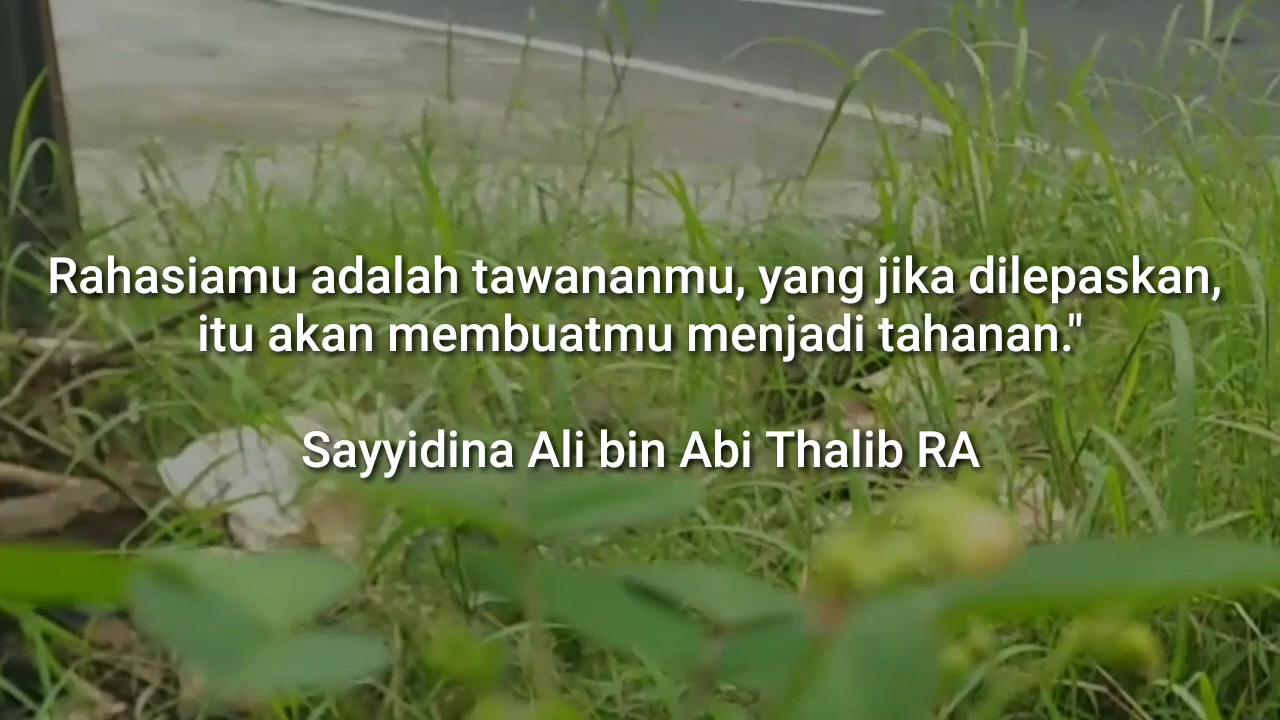 Rahasiamu adalah tawananmu, yang jika dilepaskan,
itu akan membuatmu menjadi tahanan."
Sayyidina Ali bin Abi Thalib RA